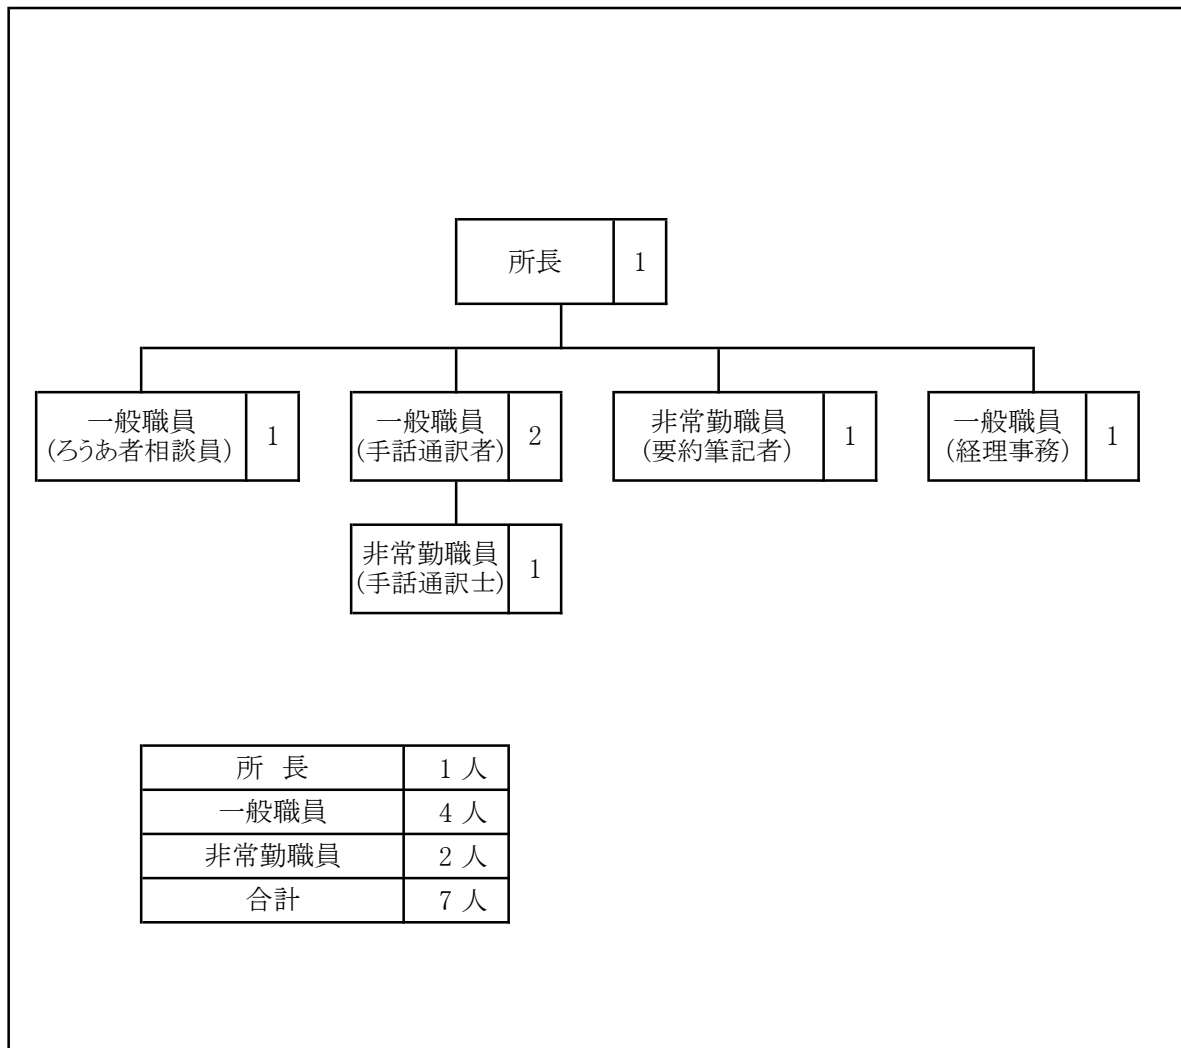 所長 1
一般職員
(ろうあ者相談員) 1
一般職員
(手話通訳者) 2
非常勤職員
(要約筆記者) 1
一般職員
(経理事務) 1
非常勤職員
(手話通訳士) 1
所 長 1 人
一般職員 4 人
非常勤職員 2 人
合計 7 人